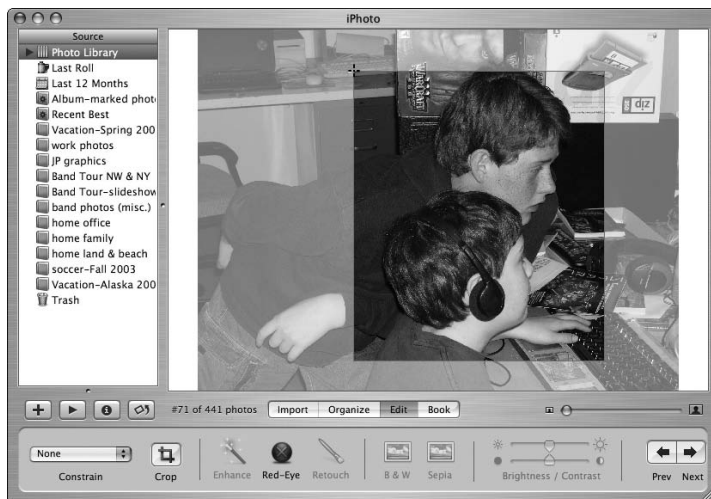 iPhoto
Source
Photo Library
Last Roll
Last 12 Months
Album-marked phot
Recent Best
Vacation-Spring 200
work photos
JP graphics
Band Tour NW & NY
Band Tour-slideshow
band photos (misc.)
home office
home family
home land & beach
soccer-Fall 2003
Vacation-Alaska 200
Trash
WARCRAFT
zip
#71 of 441 photos
Import
Organize
Edit
Book
None
Constrain
Crop
Enhance
Red-Eye
Retouch
B & W
Sepia
Brightness / Contrast
Prev
Next